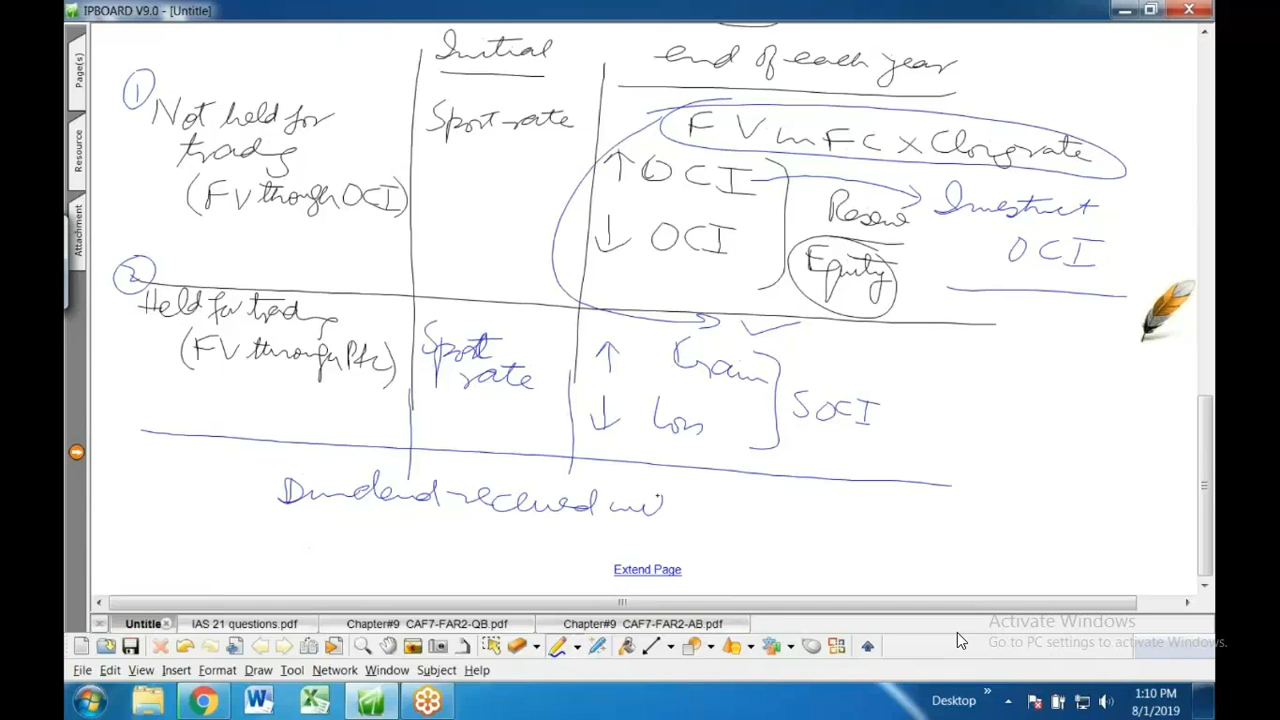 IPBOARD V9.0 - [Untitle]
Page(s)
Resource
Attachment
Initial
end of each year
①
Not held for
trading
(FV through OCI)
Spot rate
FV in FC x Closing rate
↑ OCI
↓ OCI
Reserve
Equity
Investment
OCI
②
Held for trading
(FV through P&L)
Spot
rate
↑ Gain
↓ Loss
SOCI
Dividend received
Extend Page
Untitle
IAS 21 questions.pdf
Chapter#9 CAF7-FAR2-QB.pdf
Chapter#9 CAF7-FAR2-AB.pdf
Activate Windows
Go to PC settings to activate Windows.
File Edit View Insert Format Draw Tool Network Window Subject Help
Desktop
1:10 PM
8/1/2019